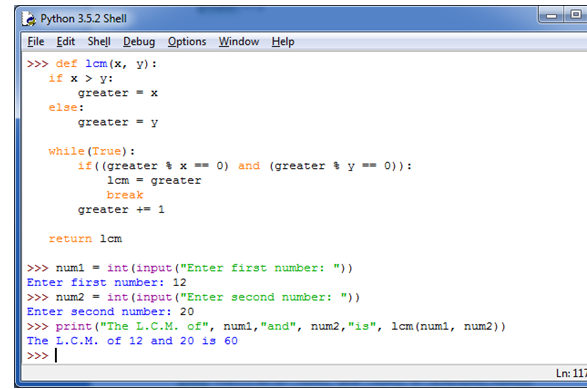 Python 3.5.2 Shell
File Edit Shell Debug Options Window Help
>>> def lcm(x, y):
   if x > y:
       greater = x
   else:
       greater = y

   while(True):
       if((greater % x == 0) and (greater % y == 0)):
           lcm = greater
           break
       greater += 1

   return lcm

>>> num1 = int(input("Enter first number: "))
Enter first number: 12
>>> num2 = int(input("Enter second number: "))
Enter second number: 20
>>> print("The L.C.M. of", num1,"and", num2,"is", lcm(num1, num2))
The L.C.M. of 12 and 20 is 60
>>>
Ln: 117